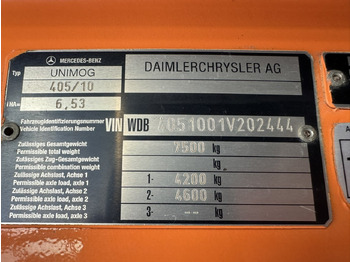 MERCEDES-BENZ
DAIMLERCHRYSLER AG
Typ UNIMOG
405/10
iHA= 6,53
Fahrzeugidentifizierungsnummer
Vehicle Identification Number VIN WDB 4051001V202444
Zulässiges Gesamtgewicht
Permissible total weight 7500 kg
Zulässiges Zug-Gesamtgewicht
Permissible combination weight kg
Zulässige Achslast, Achse 1
Permissible axle load, axle 1 1- 4200 kg
Zulässige Achslast, Achse 2
Permissible axle load, axle 2 2- 4600 kg
Zulässige Achslast, Achse 3
Permissible axle load, axle 3 3- --- kg